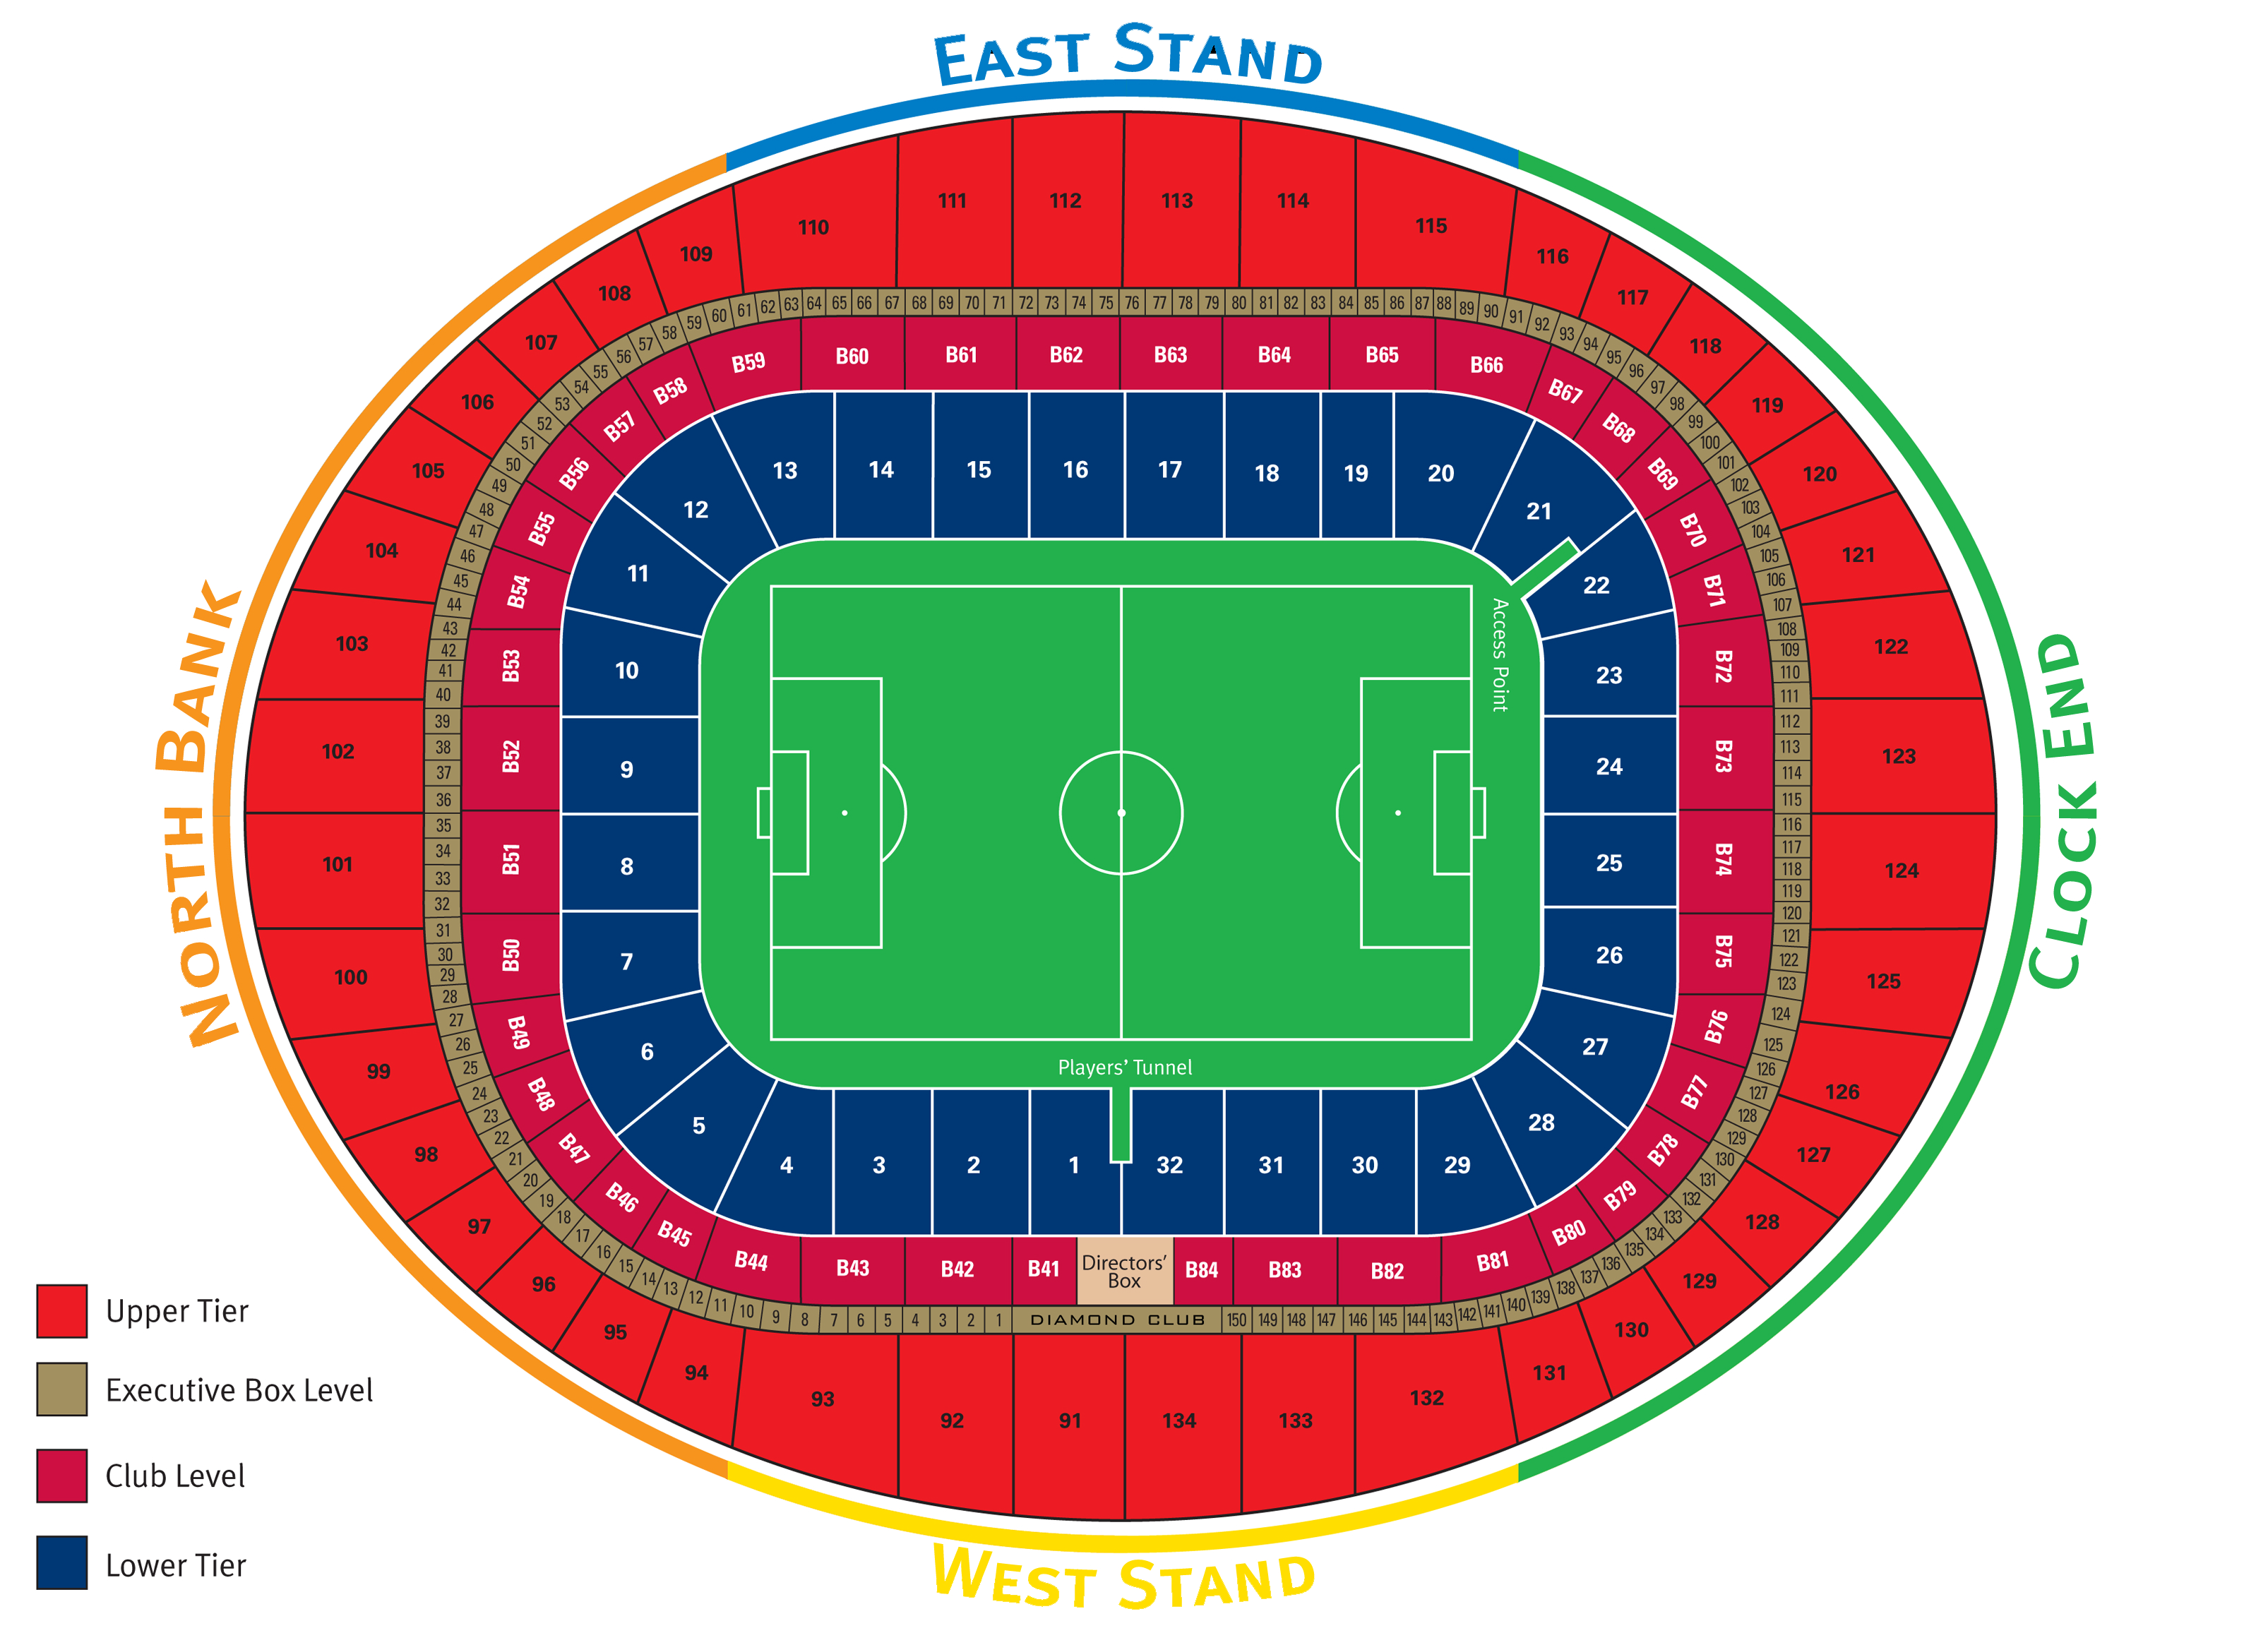 EAST STAND
110
111
112
113
114
115
109
116
108
117
107
118
106
119
105
120
104
121
103
122
102
123
101
124
100
125
99
126
98
127
97
128
96
129
95
130
94
131
93
92
91
134
133
132
64 65 66 67 68 69 70 71 72 73 74 75 76 77 78 79 80 81 82 83 84 85 86 87 88 89 90 91 92 93 94 95 96 97 98 99 100 101 102 103 104 105 106 107 108 109 110 111 112 113 114 115 116 117 118 119 120 121 122 123 124 125 126 127 128 129 130 131 132 133 134 135 136 137 138 139 140 141 142 143 144 145 146 147 148 149 150
DIAMOND CLUB
1 2 3 4 5 6 7 8 9 10 11 12 13 14 15 16 17 18 19 20 21 22 23 24 25 26 27 28 29 30 31 32 33 34 35 36 37 38 39 40 41 42 43 44 45 46 47 48 49 50 51 52 53 54 55 56 57 58 59 60 61 62 63
B59 B60 B61 B62 B63 B64 B65 B66 B67 B68 B69 B70 B71 B72 B73 B74 B75 B76 B77 B78 B79 B80 B81 B82 B83 B84
Directors'
Box
B41 B42 B43 B44 B45 B46 B47 B48 B49 B50 B51 B52 B53 B54 B55 B56 B57 B58
13 14 15 16 17 18 19 20 21 22 23 24 25 26 27 28 29 30 31 32
1 2 3 4 5 6 7 8 9 10 11 12
Access Point
Players' Tunnel
NORTH BANK
CLOCK END
Upper Tier
Executive Box Level
Club Level
Lower Tier
WEST STAND